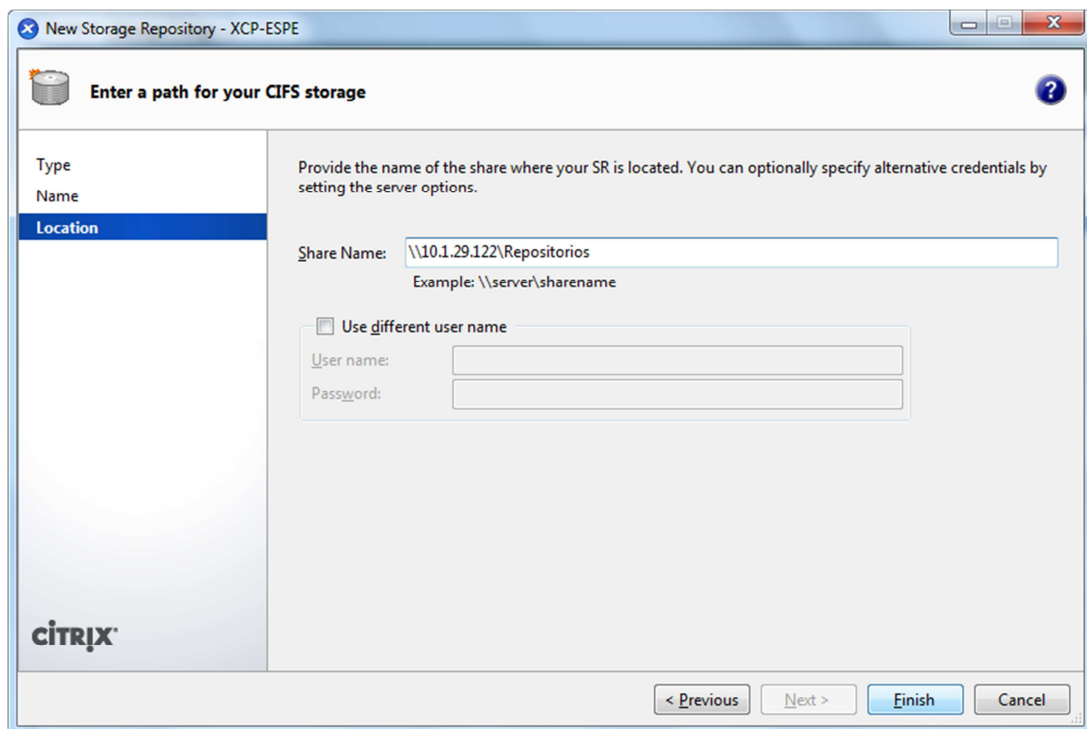 New Storage Repository - XCP-ESPE
Enter a path for your CIFS storage
?
Type
Name
Location
Provide the name of the share where your SR is located. You can optionally specify alternative credentials by
setting the server options.
Share Name: \\10.1.29.122\Repositorios
Example: \\server\sharename
Use different user name
User name:
Password:
CITRIX
< Previous Next > Finish Cancel